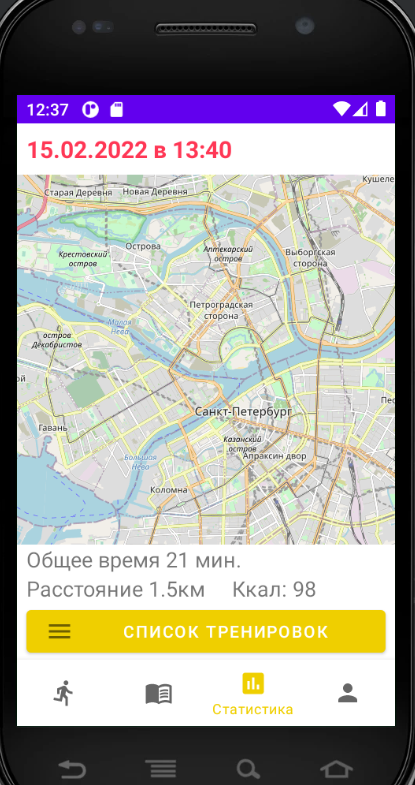 12:37
15.02.2022 в 13:40
Кушеле
Старая Деревня Новая Деревня
Острова
Крестовский
остров
Аптекарский
остров
Выборгская
сторона
Петроградская
сторона
Малая
Нева
остров
Декабристов
ой
Санкт-Петербург
Пес
Гавань
Казанский
остров
Апраксин двор
Большая
Нева
Коломна
Общее время 21 мин.
Расстояние 1.5км Ккал: 98
СПИСОК ТРЕНИРОВОК
Статистика